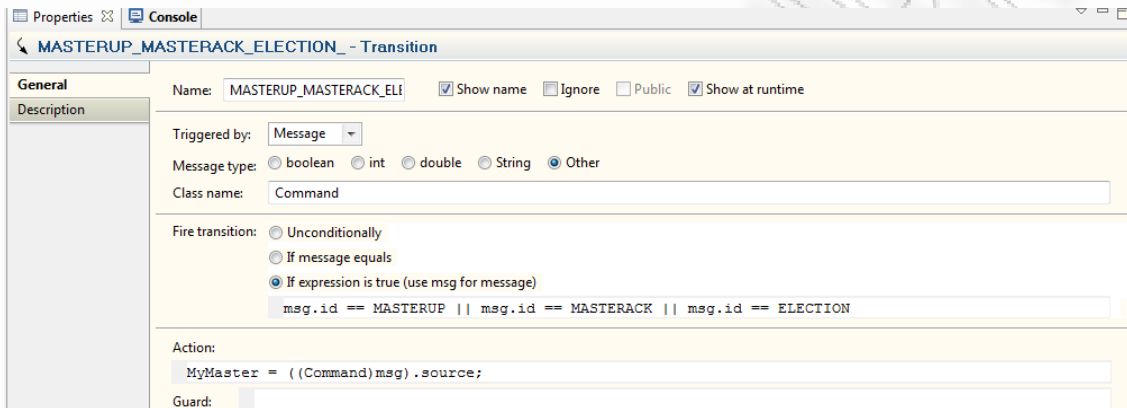 Properties Console
MASTERUP_MASTERACK_ELECTION_ - Transition
General
Description
Name: MASTERUP_MASTERACK_ELE Show name Ignore Public Show at runtime
Triggered by: Message
Message type: boolean int double String Other
Class name: Command
Fire transition: Unconditionally
If message equals
If expression is true (use msg for message)
msg.id == MASTERUP || msg.id == MASTERACK || msg.id == ELECTION
Action:
MyMaster = ((Command)msg).source;
Guard: